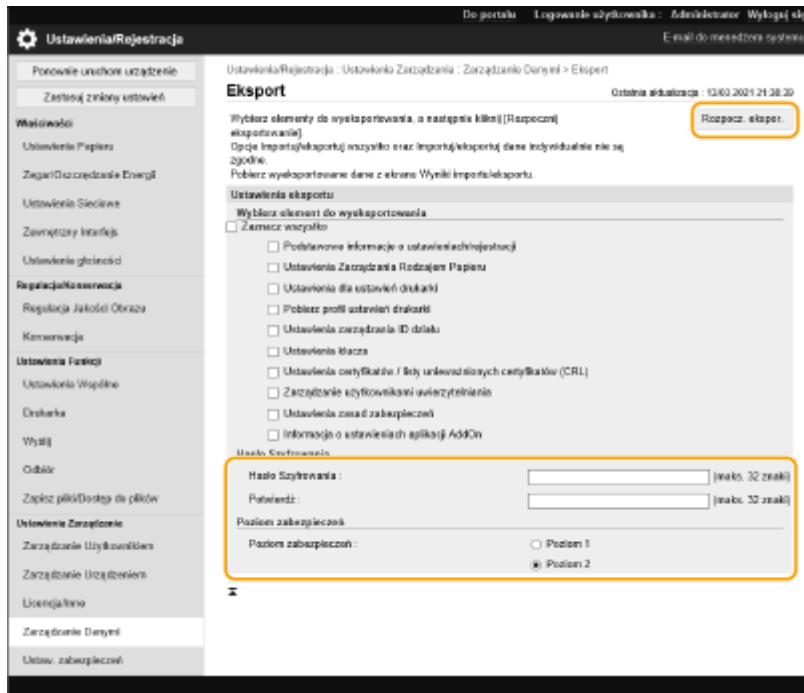 Do portalu Logowanie użytkownika : Administrator Wyloguj się
Ustawienia/Rejestracja
E-mail do menedżera systemu
Ponownie uruchom urządzenie
Zastosuj zmiany ustawień
Właściwości
Ustawienia Papieru
Zegar/Oszczędzanie Energii
Ustawienia Sieciowe
Zewnętrzny Interfejs
Ustawienia głośności
Regulacja/Konserwacja
Regulacja Jakości Obrazu
Konserwacja
Ustawienia Funkcji
Ustawienia Wspólne
Drukarka
Wyślij
Odbiór
Zapisz pliki/Dostęp do plików
Ustawienia Zarządzania
Zarządzanie Użytkownikiem
Zarządzanie Urządzeniem
Licencja/Inne
Zarządzanie Danymi
Ustaw. zabezpieczeń
Ustawienia/Rejestracja : Ustawienia Zarządzania : Zarządzanie Danymi > Eksport
Eksport
Ostatnia aktualizacja : 13/03 2021 21:38:39
Wybierz elementy do wyeksportowania, a następnie kliknij [Rozpocznij
eksportowanie].
Opcje Importuj/eksportuj wszystko oraz Importuj/eksportuj dane indywidualnie nie są
zgodne.
Pobierz wyeksportowane dane z ekranu Wyniki importu/eksportu.
Rozpocz. ekspor.
Ustawienia eksportu
Wybierz element do wyeksportowania
Zaznacz wszystko
Podstawowe informacje o ustawieniach/rejestracji
Ustawienia Zarządzania Rodzajem Papieru
Ustawienia dla ustawień drukarki
Pobierz profil ustawień drukarki
Ustawienia zarządzania ID działu
Ustawienia klucza
Ustawienia certyfikatów / listy unieważnionych certyfikatów (CRL)
Zarządzanie użytkownikami uwierzytelniania
Ustawienia zasad zabezpieczeń
Informacja o ustawieniach aplikacji AddOn
Hasło Szyfrowania
Hasło Szyfrowania : (maks. 32 znaki)
Potwierdź : (maks. 32 znaki)
Poziom zabezpieczeń
Poziom zabezpieczeń : Poziom 1
Poziom 2